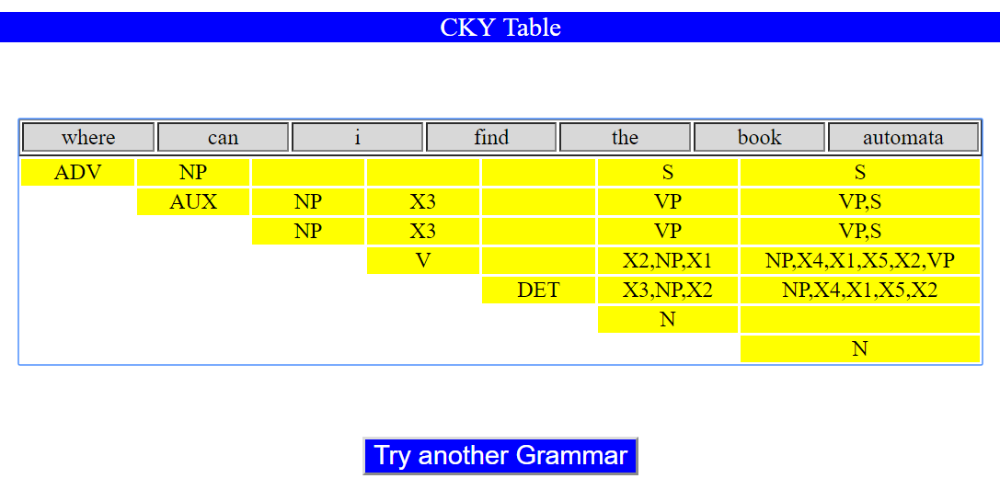 CKY Table
where can i find the book automata
ADV NP S S
AUX NP X3 VP VP,S
NP X3 VP VP,S
V X2,NP,X1 NP,X4,X1,X5,X2,VP
DET X3,NP,X2 NP,X4,X1,X5,X2
N
N
Try another Grammar